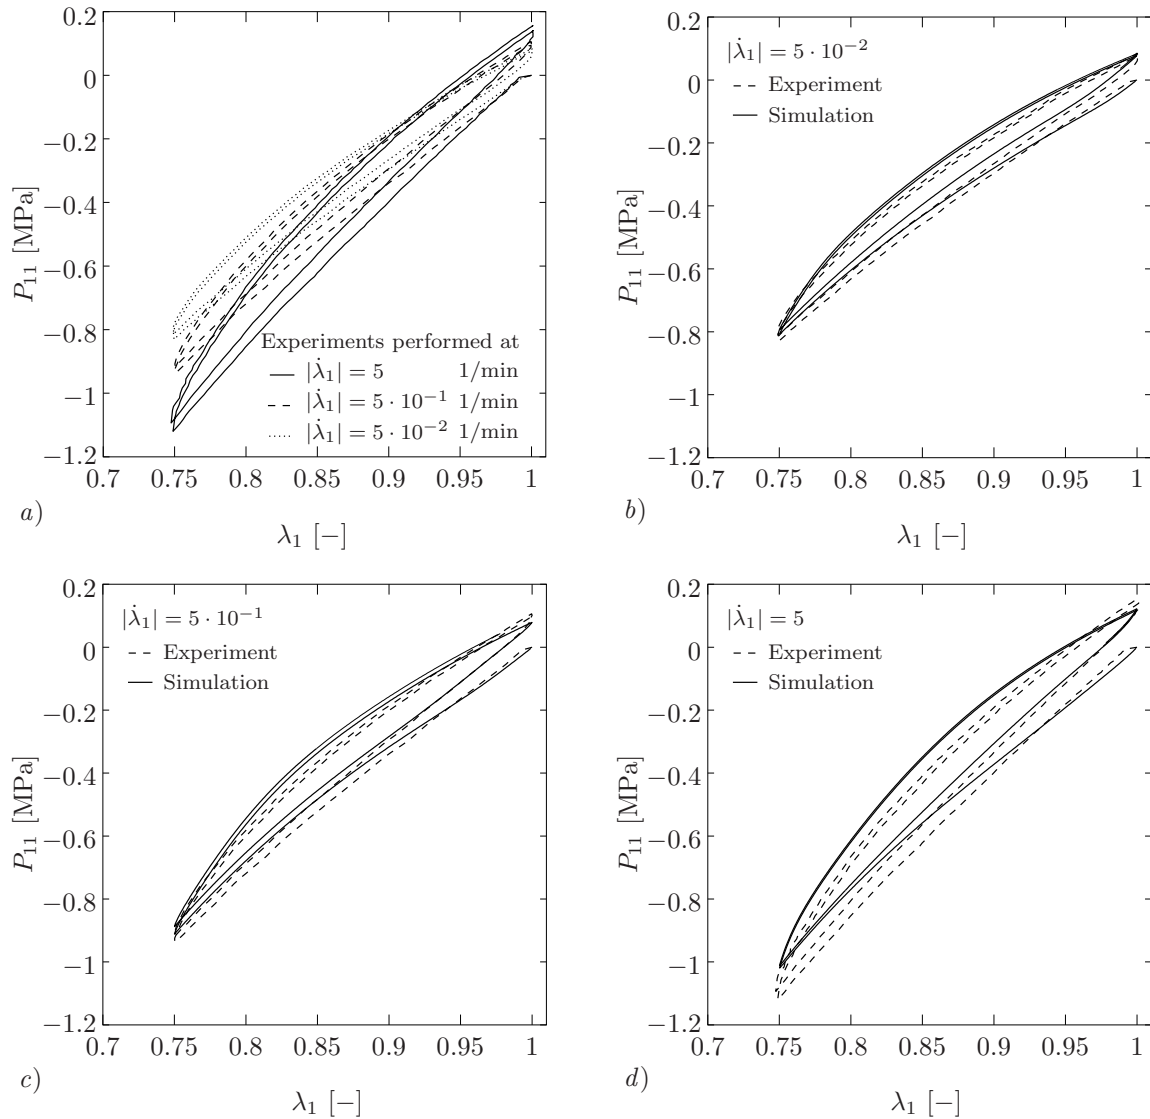 0.2
0
−0.2
−0.4
−0.6
−0.8
−1
−1.2
P₁₁ [MPa]
Experiments performed at
|λ̇₁| = 5 1/min
|λ̇₁| = 5 · 10⁻¹ 1/min
|λ̇₁| = 5 · 10⁻² 1/min
0.7 0.75 0.8 0.85 0.9 0.95 1
λ₁ [−]
a)
0.2
0
−0.2
−0.4
−0.6
−0.8
−1
−1.2
P₁₁ [MPa]
|λ̇₁| = 5 · 10⁻²
Experiment
Simulation
0.7 0.75 0.8 0.85 0.9 0.95 1
λ₁ [−]
b)
0.2
0
−0.2
−0.4
−0.6
−0.8
−1
−1.2
P₁₁ [MPa]
|λ̇₁| = 5 · 10⁻¹
Experiment
Simulation
0.7 0.75 0.8 0.85 0.9 0.95 1
λ₁ [−]
c)
0.2
0
−0.2
−0.4
−0.6
−0.8
−1
−1.2
P₁₁ [MPa]
|λ̇₁| = 5
Experiment
Simulation
0.7 0.75 0.8 0.85 0.9 0.95 1
λ₁ [−]
d)